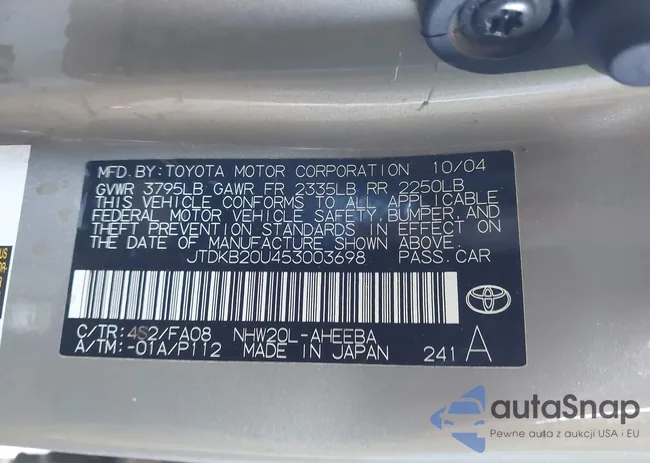 MFD. BY: TOYOTA MOTOR CORPORATION 10/04
GVWR 3795LB GAWR FR 2335LB RR 2250LB
THIS VEHICLE CONFORMS TO ALL APPLICABLE
FEDERAL MOTOR VEHICLE SAFETY, BUMPER, AND
THEFT PREVENTION STANDARDS IN EFFECT ON
THE DATE OF MANUFACTURE SHOWN ABOVE.
JTDKB20U453003698 PASS. CAR
C/TR: 4S2/FA08 NHW20L-AHEEBA
A/TM: -01A/P112 MADE IN JAPAN 241 A
autaSnap
Pewne auto z aukcji USA i EU